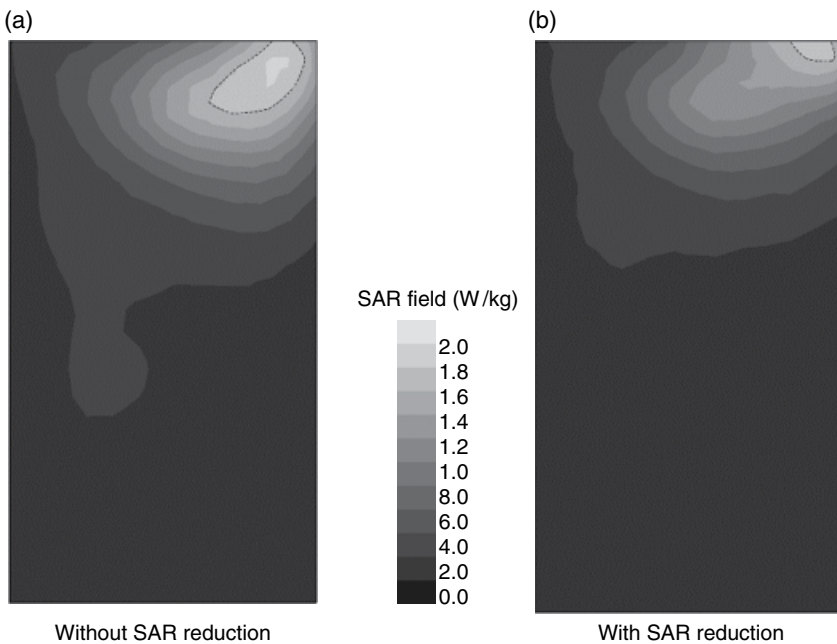 (a)
(b)
SAR field (W/kg)
2.0
1.8
1.6
1.4
1.2
1.0
8.0
6.0
4.0
2.0
0.0
Without SAR reduction
With SAR reduction